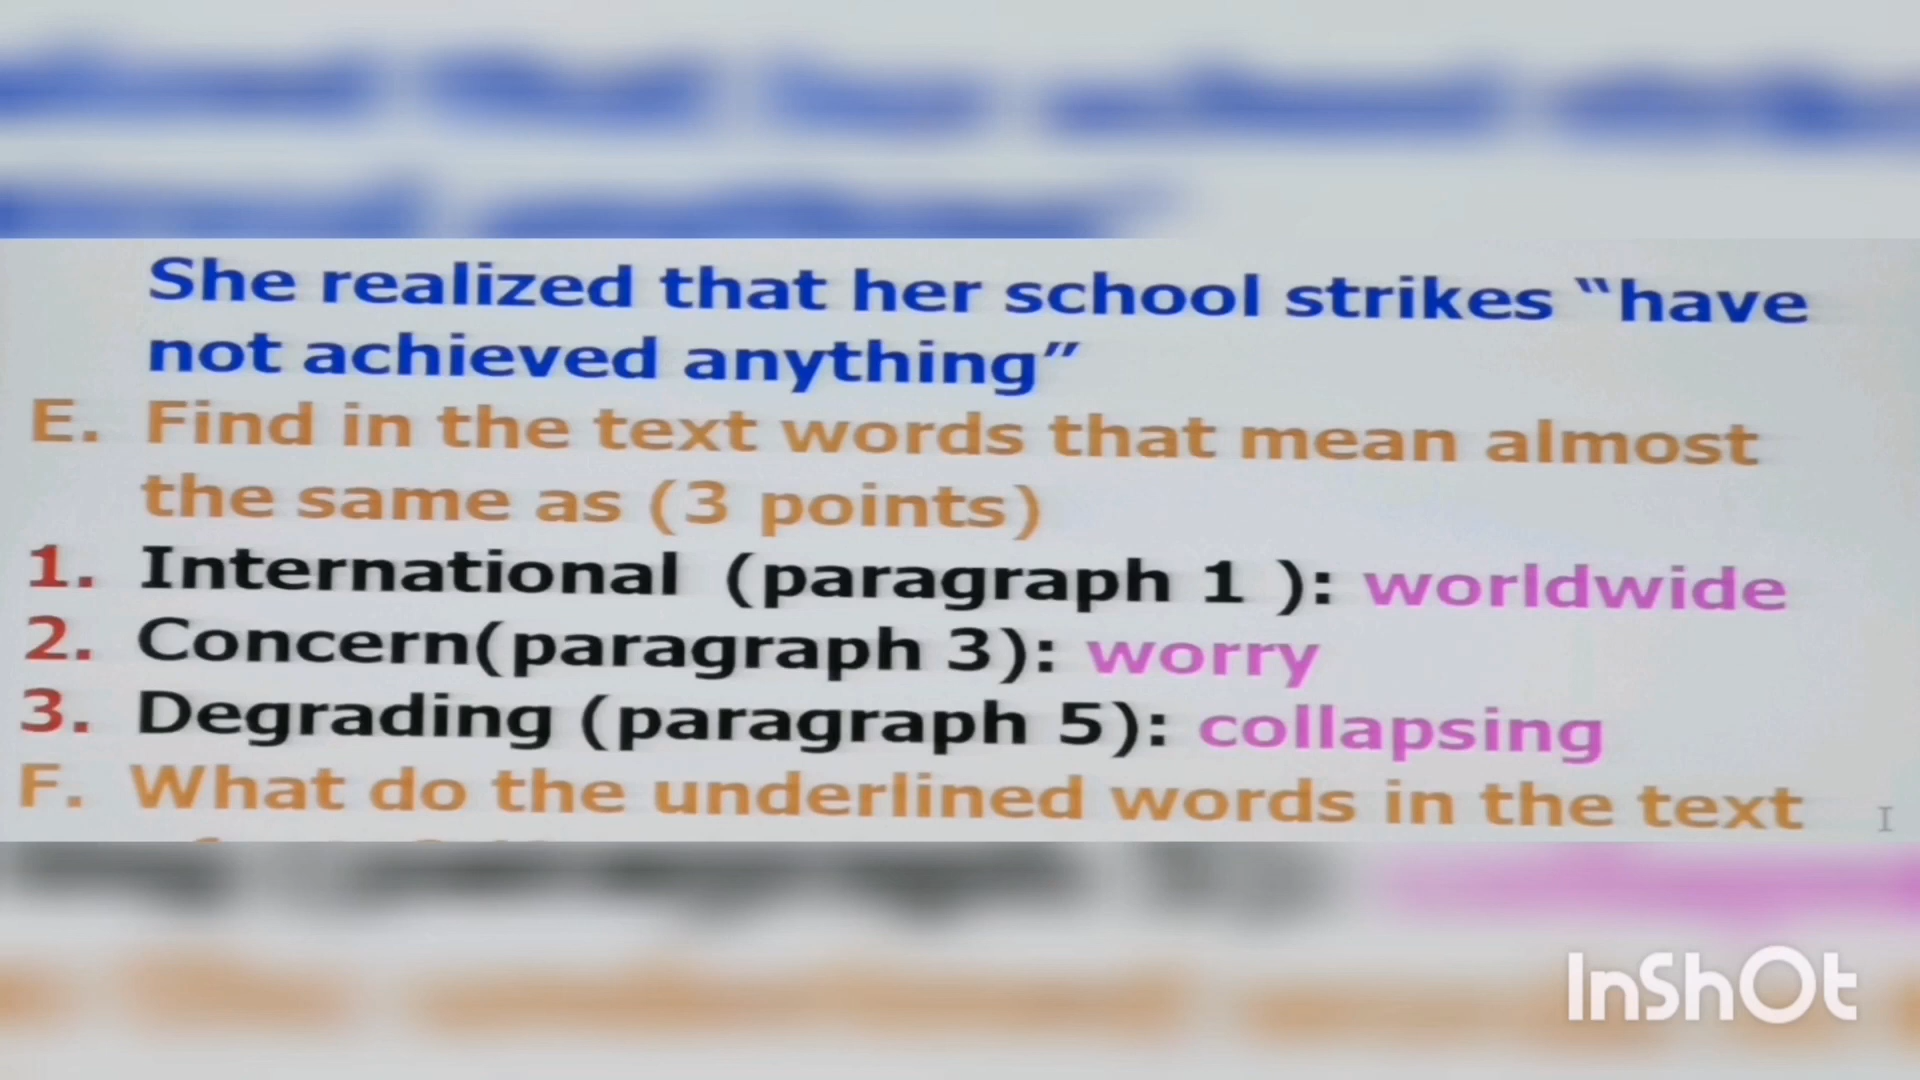 She realized that her school strikes “have
not achieved anything”
E. Find in the text words that mean almost
the same as (3 points)
1. International (paragraph 1 ): worldwide
2. Concern(paragraph 3): worry
3. Degrading (paragraph 5): collapsing
F. What do the underlined words in the text
InShOt